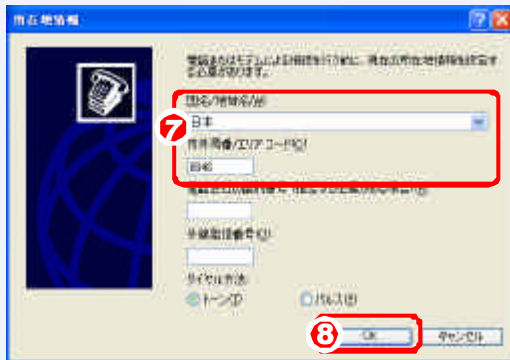 所在地情報
電話またはモデムによる接続を行う前に、現在の所在地情報を設定す
る必要があります。
国名/地域名(W)
7
日本
市外局番/エリア コード(C)
外線発信番号(O)
ダイヤル方法:
トーン(T)
パルス(P)
8
OK
キャンセル